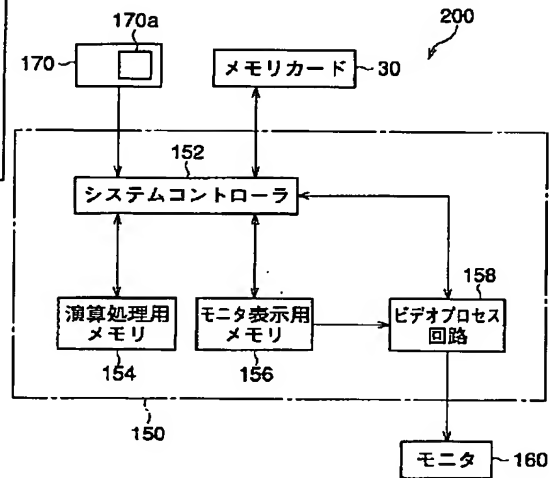 170a
200
170
メモリカード
30
152
システムコントローラ
158
演算処理用
メモリ
モニタ表示用
メモリ
ビデオプロセス
回路
154
156
150
モニタ
160